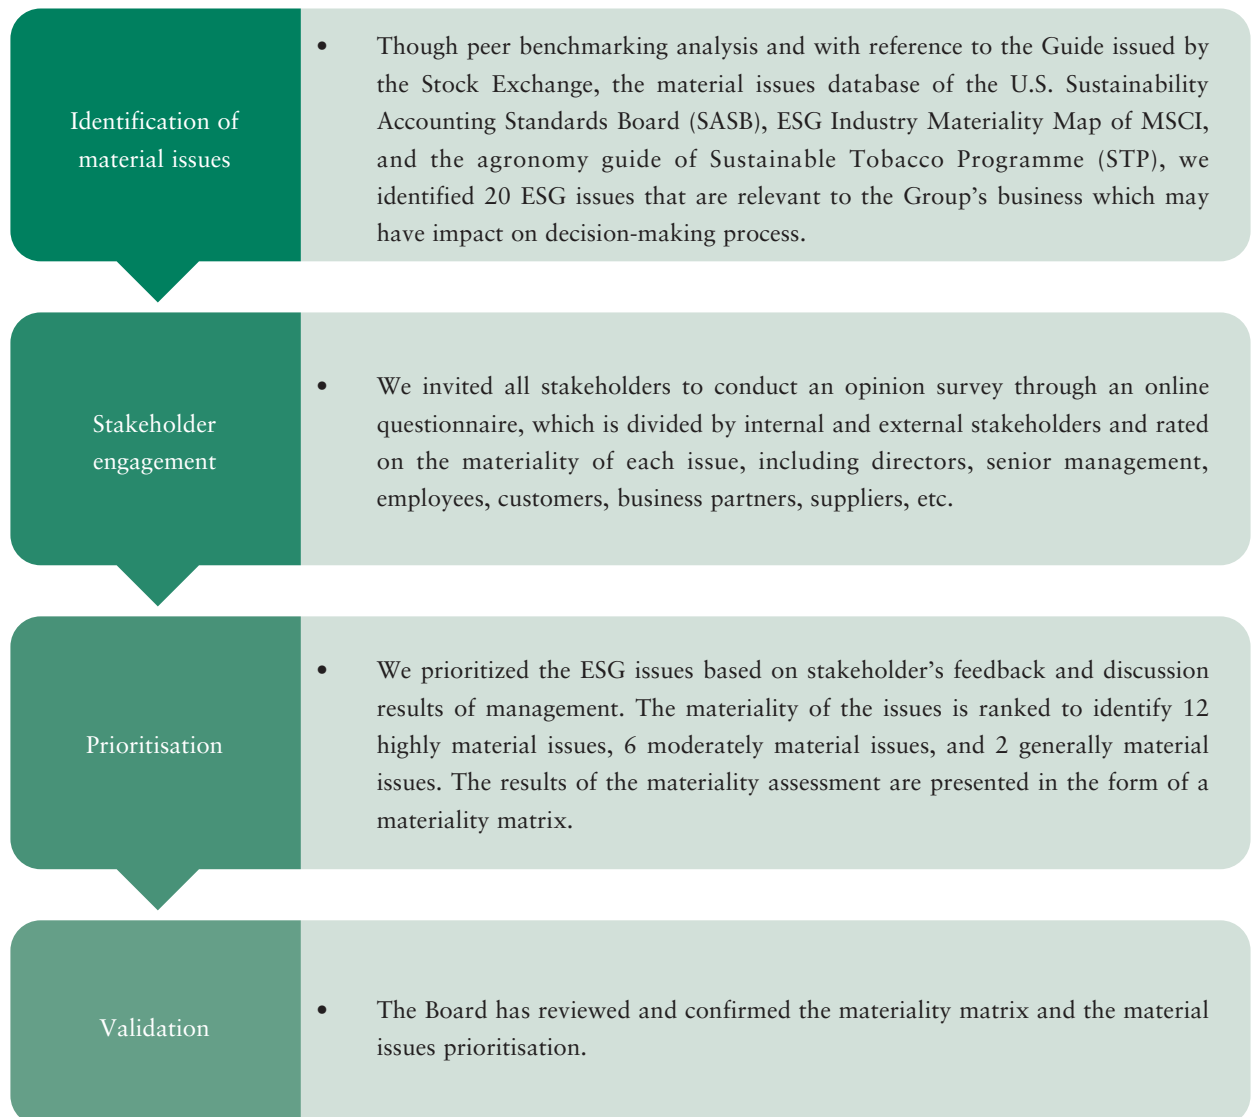 Identification of
material issues
• Though peer benchmarking analysis and with reference to the Guide issued by
the Stock Exchange, the material issues database of the U.S. Sustainability
Accounting Standards Board (SASB), ESG Industry Materiality Map of MSCI,
and the agronomy guide of Sustainable Tobacco Programme (STP), we
identified 20 ESG issues that are relevant to the Group's business which may
have impact on decision-making process.
Stakeholder
engagement
• We invited all stakeholders to conduct an opinion survey through an online
questionnaire, which is divided by internal and external stakeholders and rated
on the materiality of each issue, including directors, senior management,
employees, customers, business partners, suppliers, etc.
Prioritisation
• We prioritized the ESG issues based on stakeholder's feedback and discussion
results of management. The materiality of the issues is ranked to identify 12
highly material issues, 6 moderately material issues, and 2 generally material
issues. The results of the materiality assessment are presented in the form of a
materiality matrix.
Validation
• The Board has reviewed and confirmed the materiality matrix and the material
issues prioritisation.